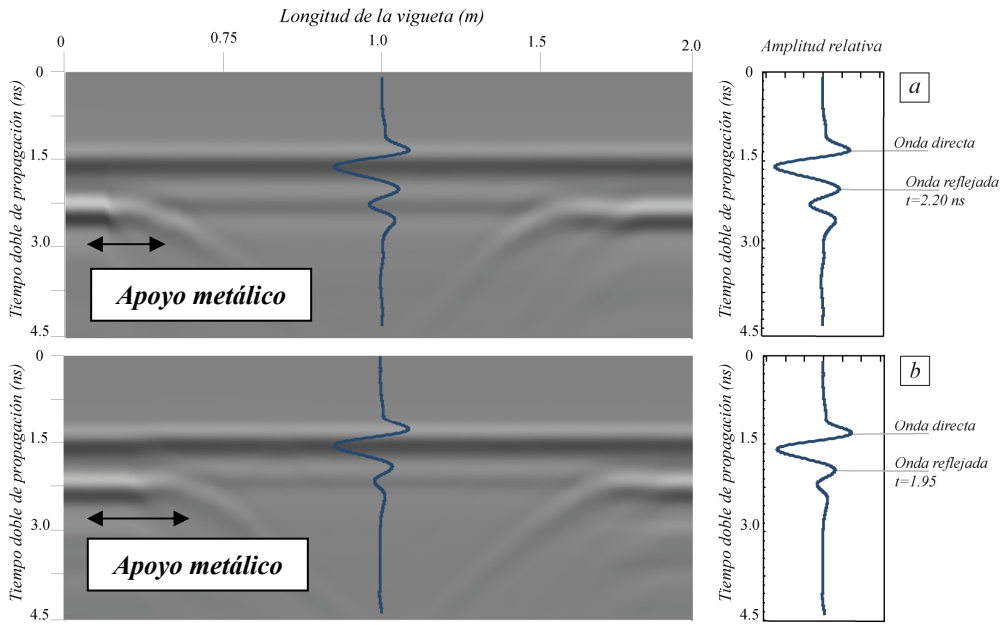 Longitud de la vigueta (m)
0 0.75 1.0 1.5 2.0
Amplitud relativa
Tiempo doble de propagación (ns)
0
1.5
3.0
4.5
Apoyo metálico
Tiempo doble de propagación (ns)
0
1.5
3.0
4.5
a
Onda directa
Onda reflejada
t=2.20 ns
Tiempo doble de propagación (ns)
0
1.5
3.0
4.5
Apoyo metálico
Tiempo doble de propagación (ns)
0
1.5
3.0
4.5
b
Onda directa
Onda reflejada
t=1.95